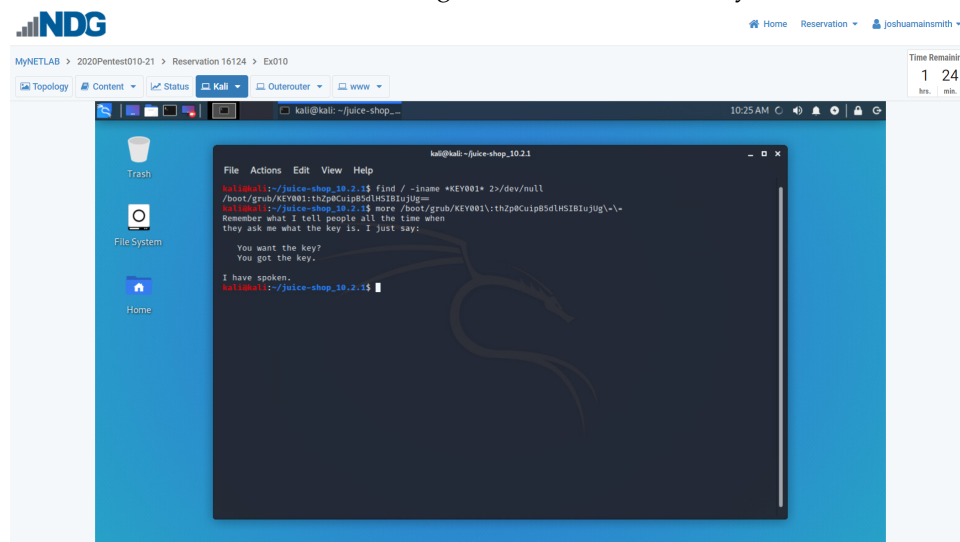 NDG
Home Reservation joshuamainsmith
MyNETLAB > 2020Pentest010-21 > Reservation 16124 > Ex010
Time Remainin
1 24
hrs. min.
Topology Content Status Kali Outerouter www
kali@kali: ~/juice-shop_... 10:25 AM
Trash
File System
Home
kali@kali: ~/juice-shop_10.2.1
File Actions Edit View Help
kali@kali:~/juice-shop_10.2.1$ find / -iname *KEY001* 2>/dev/null
/boot/grub/KEY001:thZp0CuipB5dlHSIBIujUg==
kali@kali:~/juice-shop_10.2.1$ more /boot/grub/KEY001\:thZp0CuipB5dlHSIBIujUg\=\=
Remember what I tell people all the time when
they ask me what the key is. I just say:
You want the key?
You got the key.
I have spoken.
kali@kali:~/juice-shop_10.2.1$